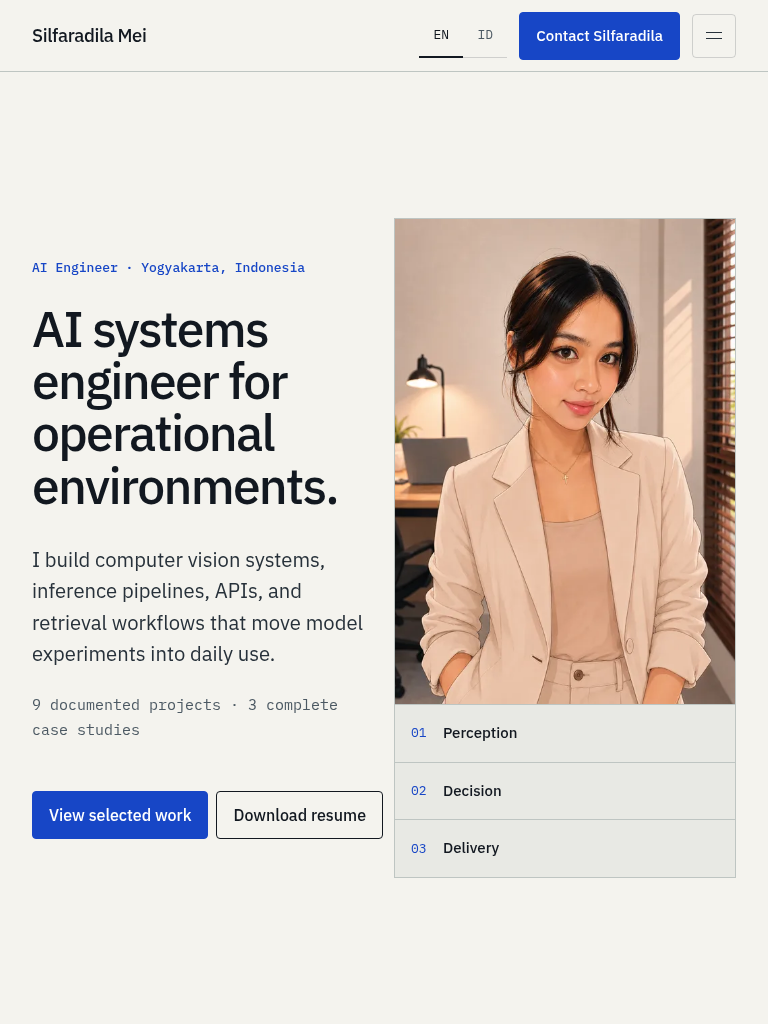 Silfaradila Mei
EN
ID
Contact Silfaradila
AI Engineer · Yogyakarta, Indonesia
AI systems
engineer for
operational
environments.
I build computer vision systems,
inference pipelines, APIs, and
retrieval workflows that move model
experiments into daily use.
9 documented projects · 3 complete
case studies
View selected work
Download resume
01 Perception
02 Decision
03 Delivery